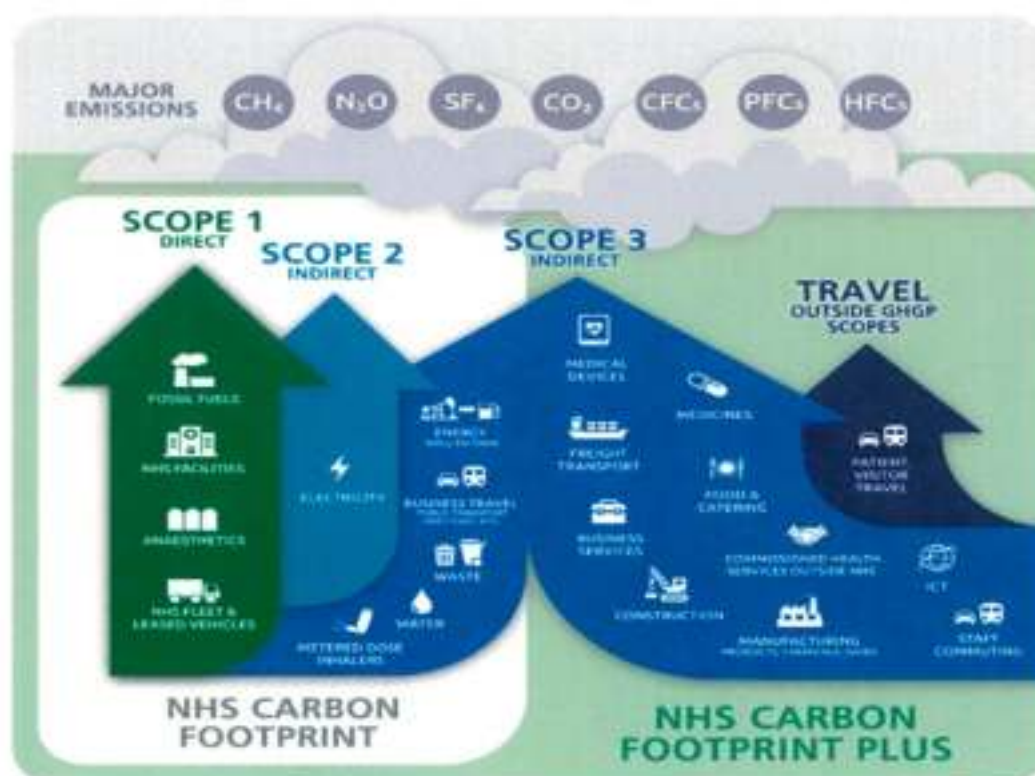 MAJOR
EMISSIONS
CH₄
N₂O
SF₆
CO₂
CFCₛ
PFCₛ
HFCₛ
SCOPE 1
DIRECT
SCOPE 2
INDIRECT
SCOPE 3
INDIRECT
TRAVEL
OUTSIDE GHGP
SCOPES
FOSSIL FUELS
NHS FACILITIES
ANAESTHETICS
NHS FLEET &
LEASED VEHICLES
ELECTRICITY
ENERGY
BUSINESS TRAVEL
WASTE
WATER
METERED DOSE
INHALERS
MEDICAL
DEVICES
FREIGHT
TRANSPORT
BUSINESS
SERVICES
CONSTRUCTION
MEDICINES
FOOD &
CATERING
COMMISSIONED HEALTH
SERVICES OUTSIDE NHS
MANUFACTURING
ICT
STAFF
COMMUTING
PATIENT
VISITOR
TRAVEL
NHS CARBON
FOOTPRINT
NHS CARBON
FOOTPRINT PLUS